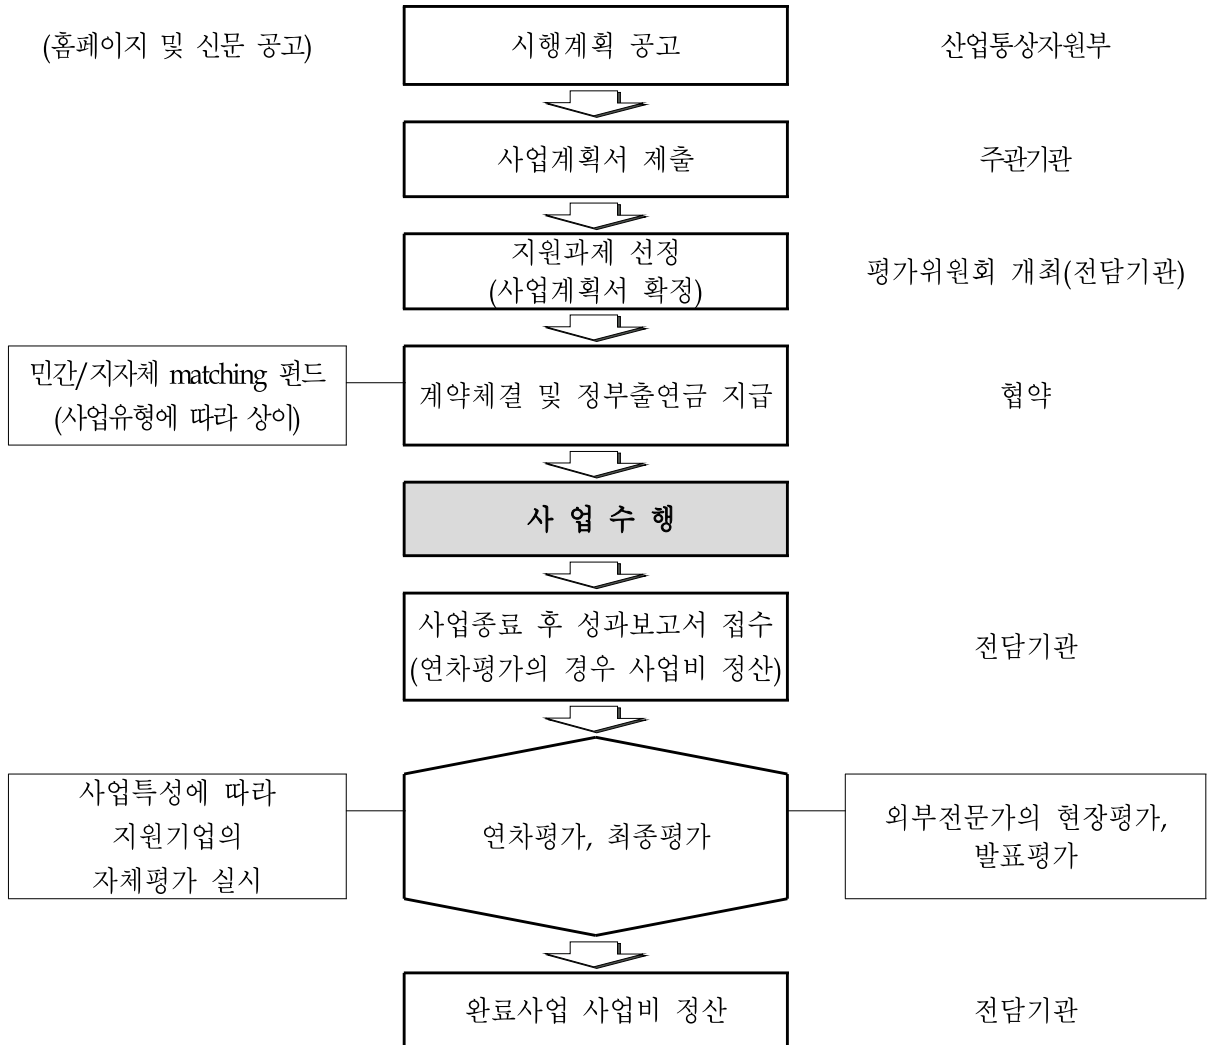 (홈페이지 및 신문 공고)
시행계획 공고
산업통상자원부
사업계획서 제출
주관기관
지원과제 선정
(사업계획서 확정)
평가위원회 개최(전담기관)
민간/지자체 matching 펀드
(사업유형에 따라 상이)
계약체결 및 정부출연금 지급
협약
사 업 수 행
사업종료 후 성과보고서 접수
(연차평가의 경우 사업비 정산)
전담기관
사업특성에 따라
지원기업의
자체평가 실시
연차평가, 최종평가
외부전문가의 현장평가,
발표평가
완료사업 사업비 정산
전담기관